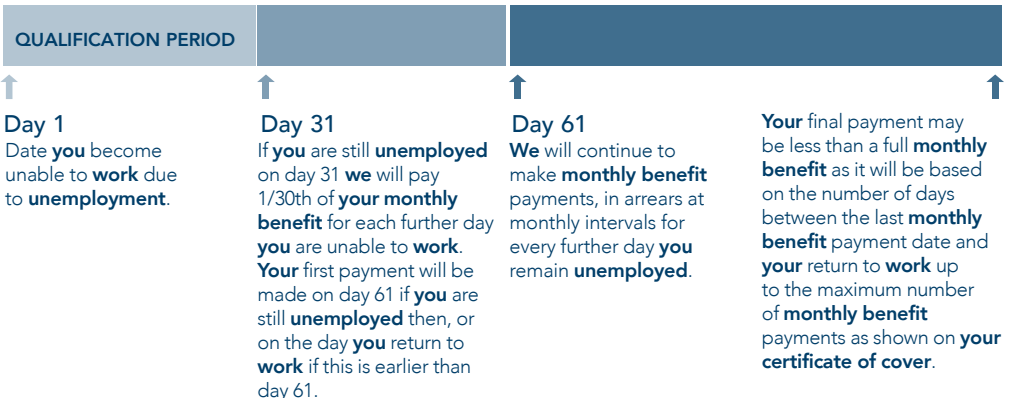 QUALIFICATION PERIOD
Day 1
Date you become
unable to work due
to unemployment.
Day 31
If you are still unemployed
on day 31 we will pay
1/30th of your monthly
benefit for each further day
you are unable to work.
Your first payment will be
made on day 61 if you are
still unemployed then, or
on the day you return to
work if this is earlier than
day 61.
Day 61
We will continue to
make monthly benefit
payments, in arrears at
monthly intervals for
every further day you
remain unemployed.
Your final payment may
be less than a full monthly
benefit as it will be based
on the number of days
between the last monthly
benefit payment date and
your return to work up
to the maximum number
of monthly benefit
payments as shown on your
certificate of cover.